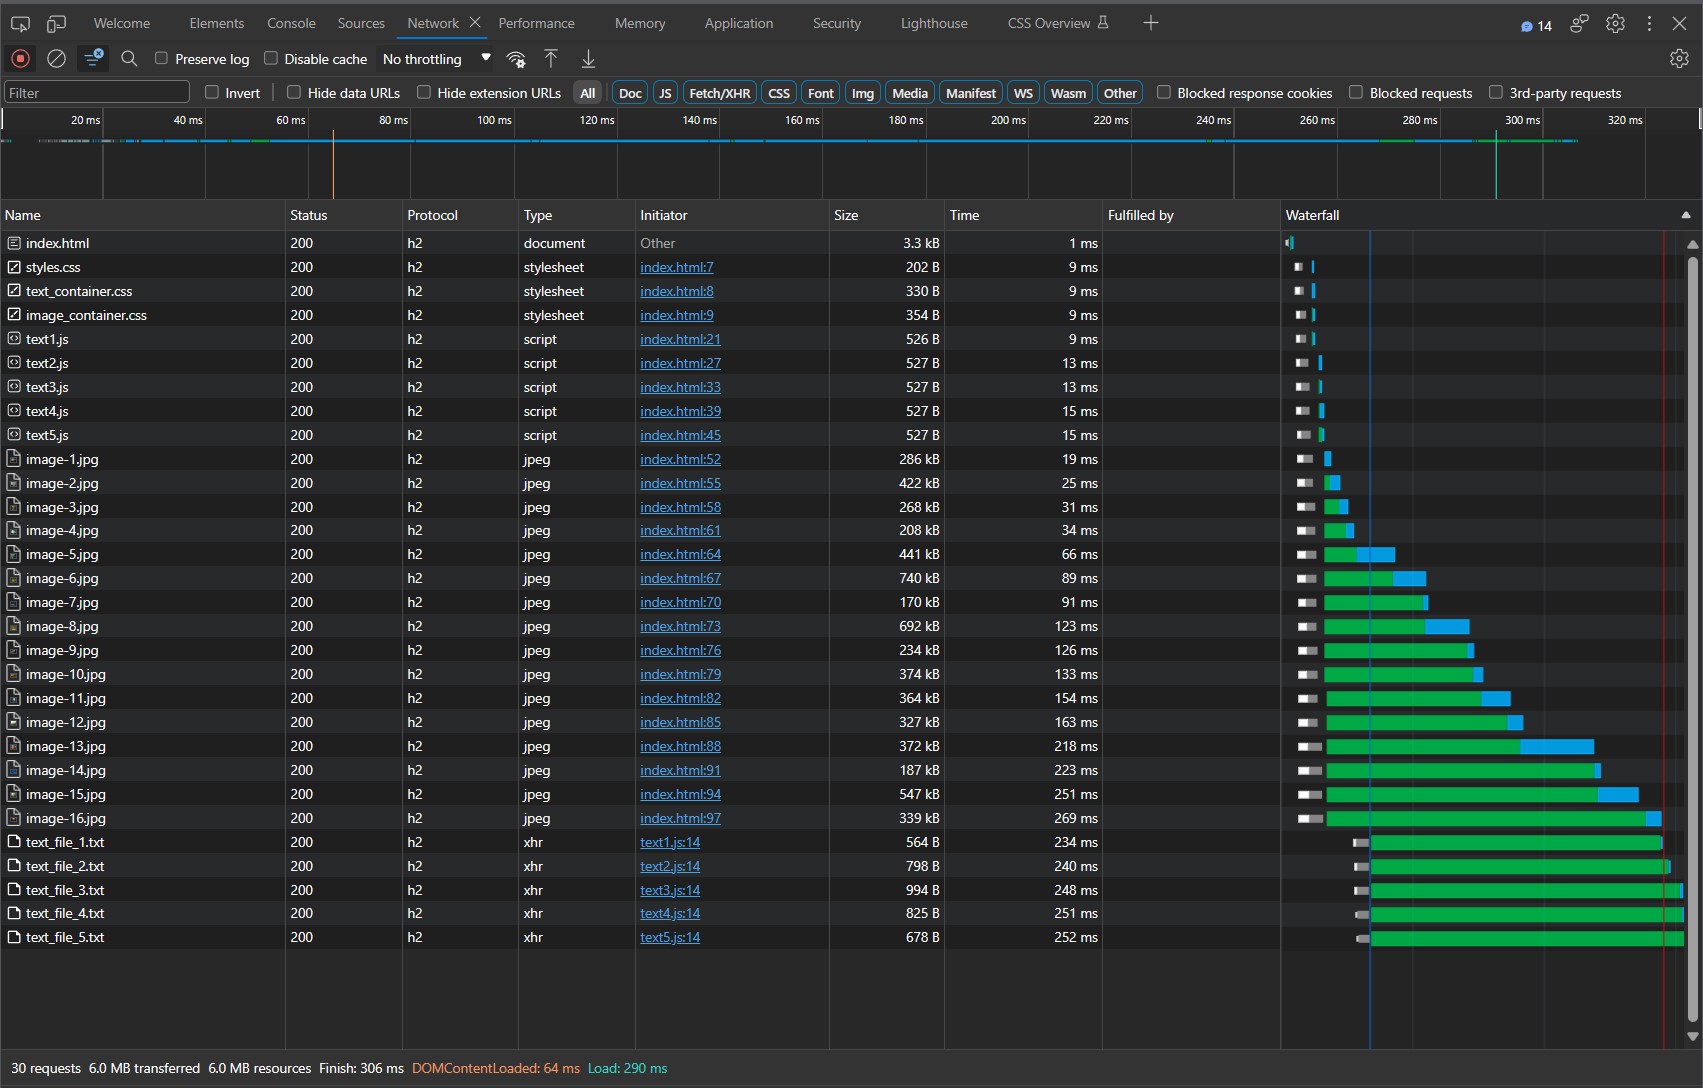 Welcome Elements Console Sources Network Performance Memory Application Security Lighthouse CSS Overview 14
Preserve log Disable cache No throttling
Filter Invert Hide data URLs Hide extension URLs All Doc JS Fetch/XHR CSS Font Img Media Manifest WS Wasm Other Blocked response cookies Blocked requests 3rd-party requests
20 ms 40 ms 60 ms 80 ms 100 ms 120 ms 140 ms 160 ms 180 ms 200 ms 220 ms 240 ms 260 ms 280 ms 300 ms 320 ms
Name Status Protocol Type Initiator Size Time Fulfilled by Waterfall
index.html 200 h2 document Other 3.3 kB 1 ms
styles.css 200 h2 stylesheet index.html:7 202 B 9 ms
text_container.css 200 h2 stylesheet index.html:8 330 B 9 ms
image_container.css 200 h2 stylesheet index.html:9 354 B 9 ms
text1.js 200 h2 script index.html:21 526 B 9 ms
text2.js 200 h2 script index.html:27 527 B 13 ms
text3.js 200 h2 script index.html:33 527 B 13 ms
text4.js 200 h2 script index.html:39 527 B 15 ms
text5.js 200 h2 script index.html:45 527 B 15 ms
image-1.jpg 200 h2 jpeg index.html:52 286 kB 19 ms
image-2.jpg 200 h2 jpeg index.html:55 422 kB 25 ms
image-3.jpg 200 h2 jpeg index.html:58 268 kB 31 ms
image-4.jpg 200 h2 jpeg index.html:61 208 kB 34 ms
image-5.jpg 200 h2 jpeg index.html:64 441 kB 66 ms
image-6.jpg 200 h2 jpeg index.html:67 740 kB 89 ms
image-7.jpg 200 h2 jpeg index.html:70 170 kB 91 ms
image-8.jpg 200 h2 jpeg index.html:73 692 kB 123 ms
image-9.jpg 200 h2 jpeg index.html:76 234 kB 126 ms
image-10.jpg 200 h2 jpeg index.html:79 374 kB 133 ms
image-11.jpg 200 h2 jpeg index.html:82 364 kB 154 ms
image-12.jpg 200 h2 jpeg index.html:85 327 kB 163 ms
image-13.jpg 200 h2 jpeg index.html:88 372 kB 218 ms
image-14.jpg 200 h2 jpeg index.html:91 187 kB 223 ms
image-15.jpg 200 h2 jpeg index.html:94 547 kB 251 ms
image-16.jpg 200 h2 jpeg index.html:97 339 kB 269 ms
text_file_1.txt 200 h2 xhr text1.js:14 564 B 234 ms
text_file_2.txt 200 h2 xhr text2.js:14 798 B 240 ms
text_file_3.txt 200 h2 xhr text3.js:14 994 B 248 ms
text_file_4.txt 200 h2 xhr text4.js:14 825 B 251 ms
text_file_5.txt 200 h2 xhr text5.js:14 678 B 252 ms
30 requests 6.0 MB transferred 6.0 MB resources Finish: 306 ms DOMContentLoaded: 64 ms Load: 290 ms